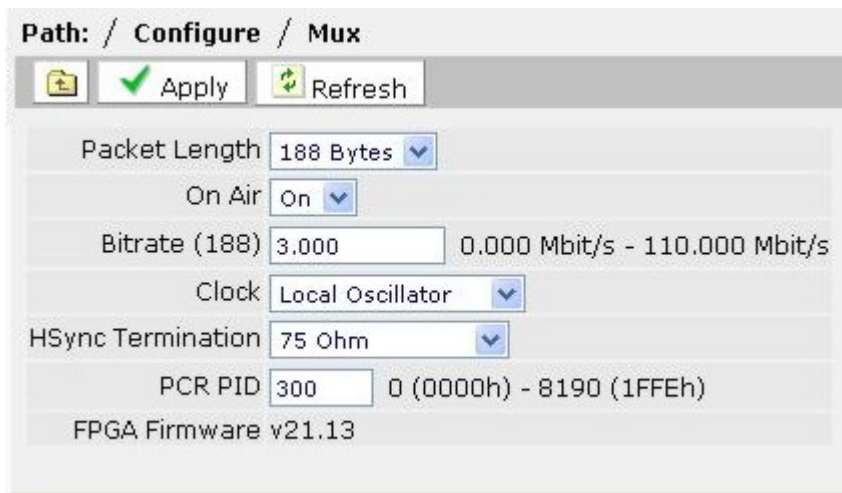 Path: / Configure / Mux
Apply Refresh
Packet Length 188 Bytes
On Air On
Bitrate (188) 3.000 0.000 Mbit/s - 110.000 Mbit/s
Clock Local Oscillator
HSync Termination 75 Ohm
PCR PID 300 0 (0000h) - 8190 (1FFEh)
FPGA Firmware v21.13